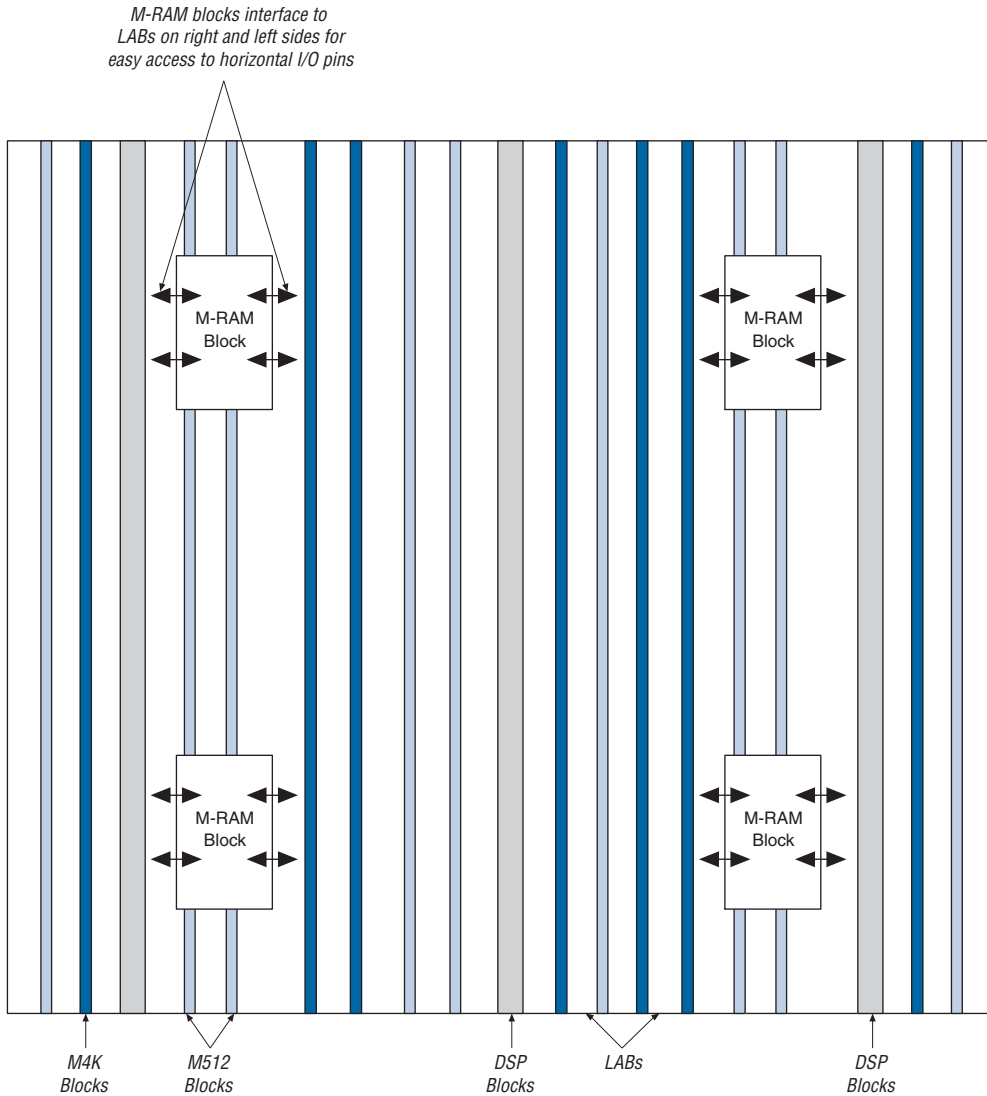 M-RAM blocks interface to
LABs on right and left sides for
easy access to horizontal I/O pins
M-RAM
Block
M-RAM
Block
M-RAM
Block
M-RAM
Block
M4K
Blocks
M512
Blocks
DSP
Blocks
LABs
DSP
Blocks